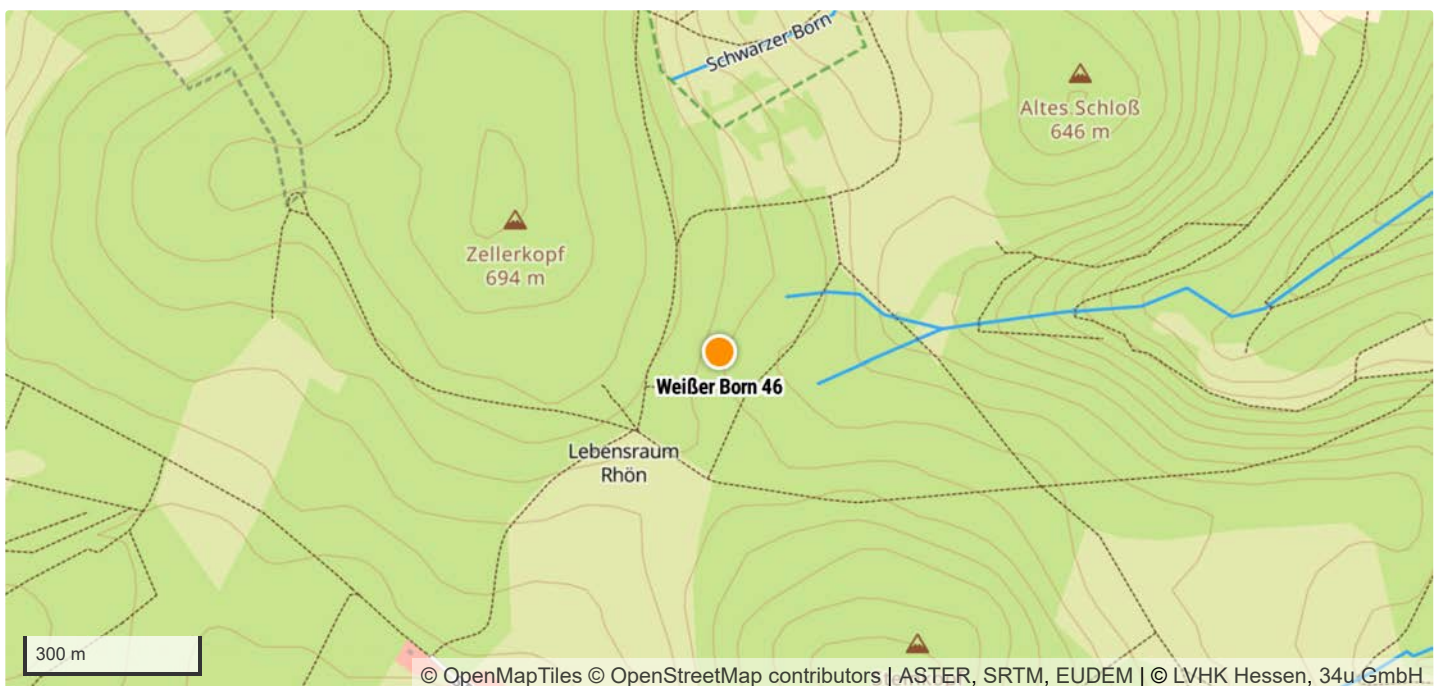 Schwarzer Born
Altes Schloß
646 m
Zellerkopf
694 m
Weißer Born 46
Lebensraum
Rhön
300 m
© OpenMapTiles © OpenStreetMap contributors | ASTER, SRTM, EUDEM | © LVHK Hessen, 34u GmbH